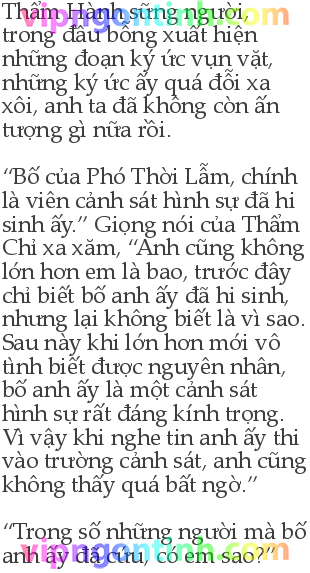 Thẩm Hành sững người,
trong đầu bỗng xuất hiện
những đoạn ký ức vụn vặt,
những ký ức ấy quá đỗi xa
xôi, anh ta đã không còn ấn
tượng gì nữa rồi.
“Bố của Phó Thời Lẫm, chính
là viên cảnh sát hình sự đã hi
sinh ấy.” Giọng nói của Thẩm
Chỉ xa xăm, “Anh cũng không
lớn hơn em là bao, trước đây
chỉ biết bố anh ấy đã hi sinh,
nhưng lại không biết là vì sao.
Sau này khi lớn hơn mới vô
tình biết được nguyên nhân,
bố anh ấy là một cảnh sát
hình sự rất đáng kính trọng.
Vì vậy khi nghe tin anh ấy thi
vào trường cảnh sát, anh cũng
không thấy quá bất ngờ.”
“Trong số những người mà bố
anh ấy đã cứu, có em sao?”
vipngontinh.com
vipngontinh.com